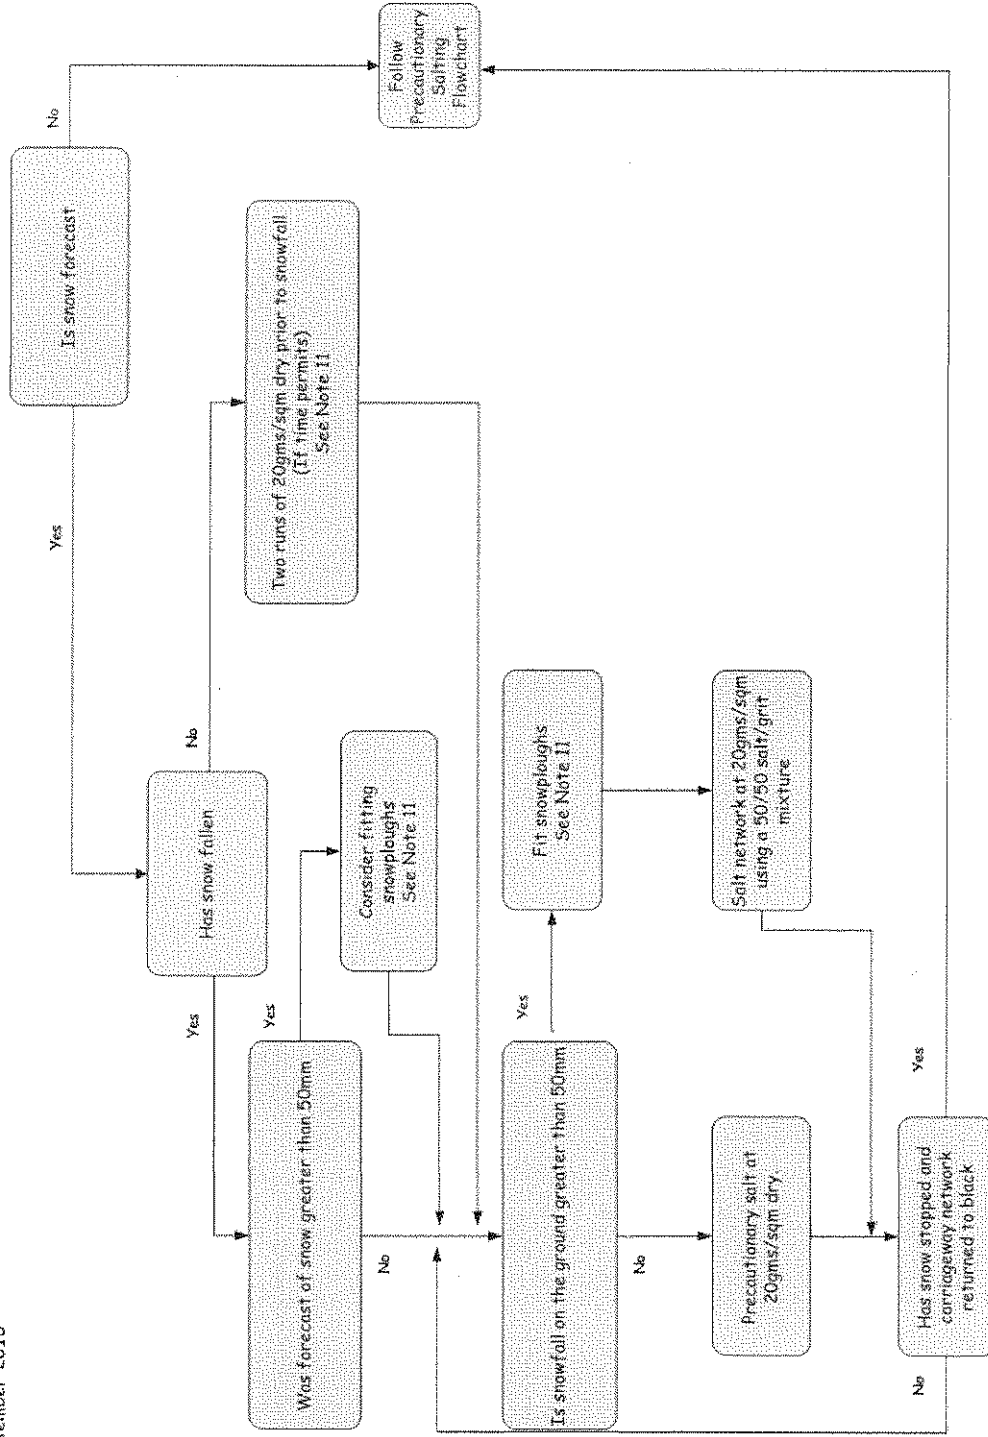 Is snow forecast
No
Follow
Precautionary
Salting
Flowchart
Yes
Has snow fallen
No
Two runs of 20gms/sqm dry prior to snowfall
(If time permits)
See Note 11
Yes
Was forecast of snow greater than 50mm
Yes
Consider fitting
snowploughs
See Note 11
No
Is snowfall on the ground greater than 50mm
Yes
Fit snowploughs
See Note 11
No
Precautionary salt at
20gms/sqm dry.
Salt network at 20gms/sqm
using a 50/50 salt/grit
mixture
Has snow stopped and
carriageway network
returned to black
Yes
No